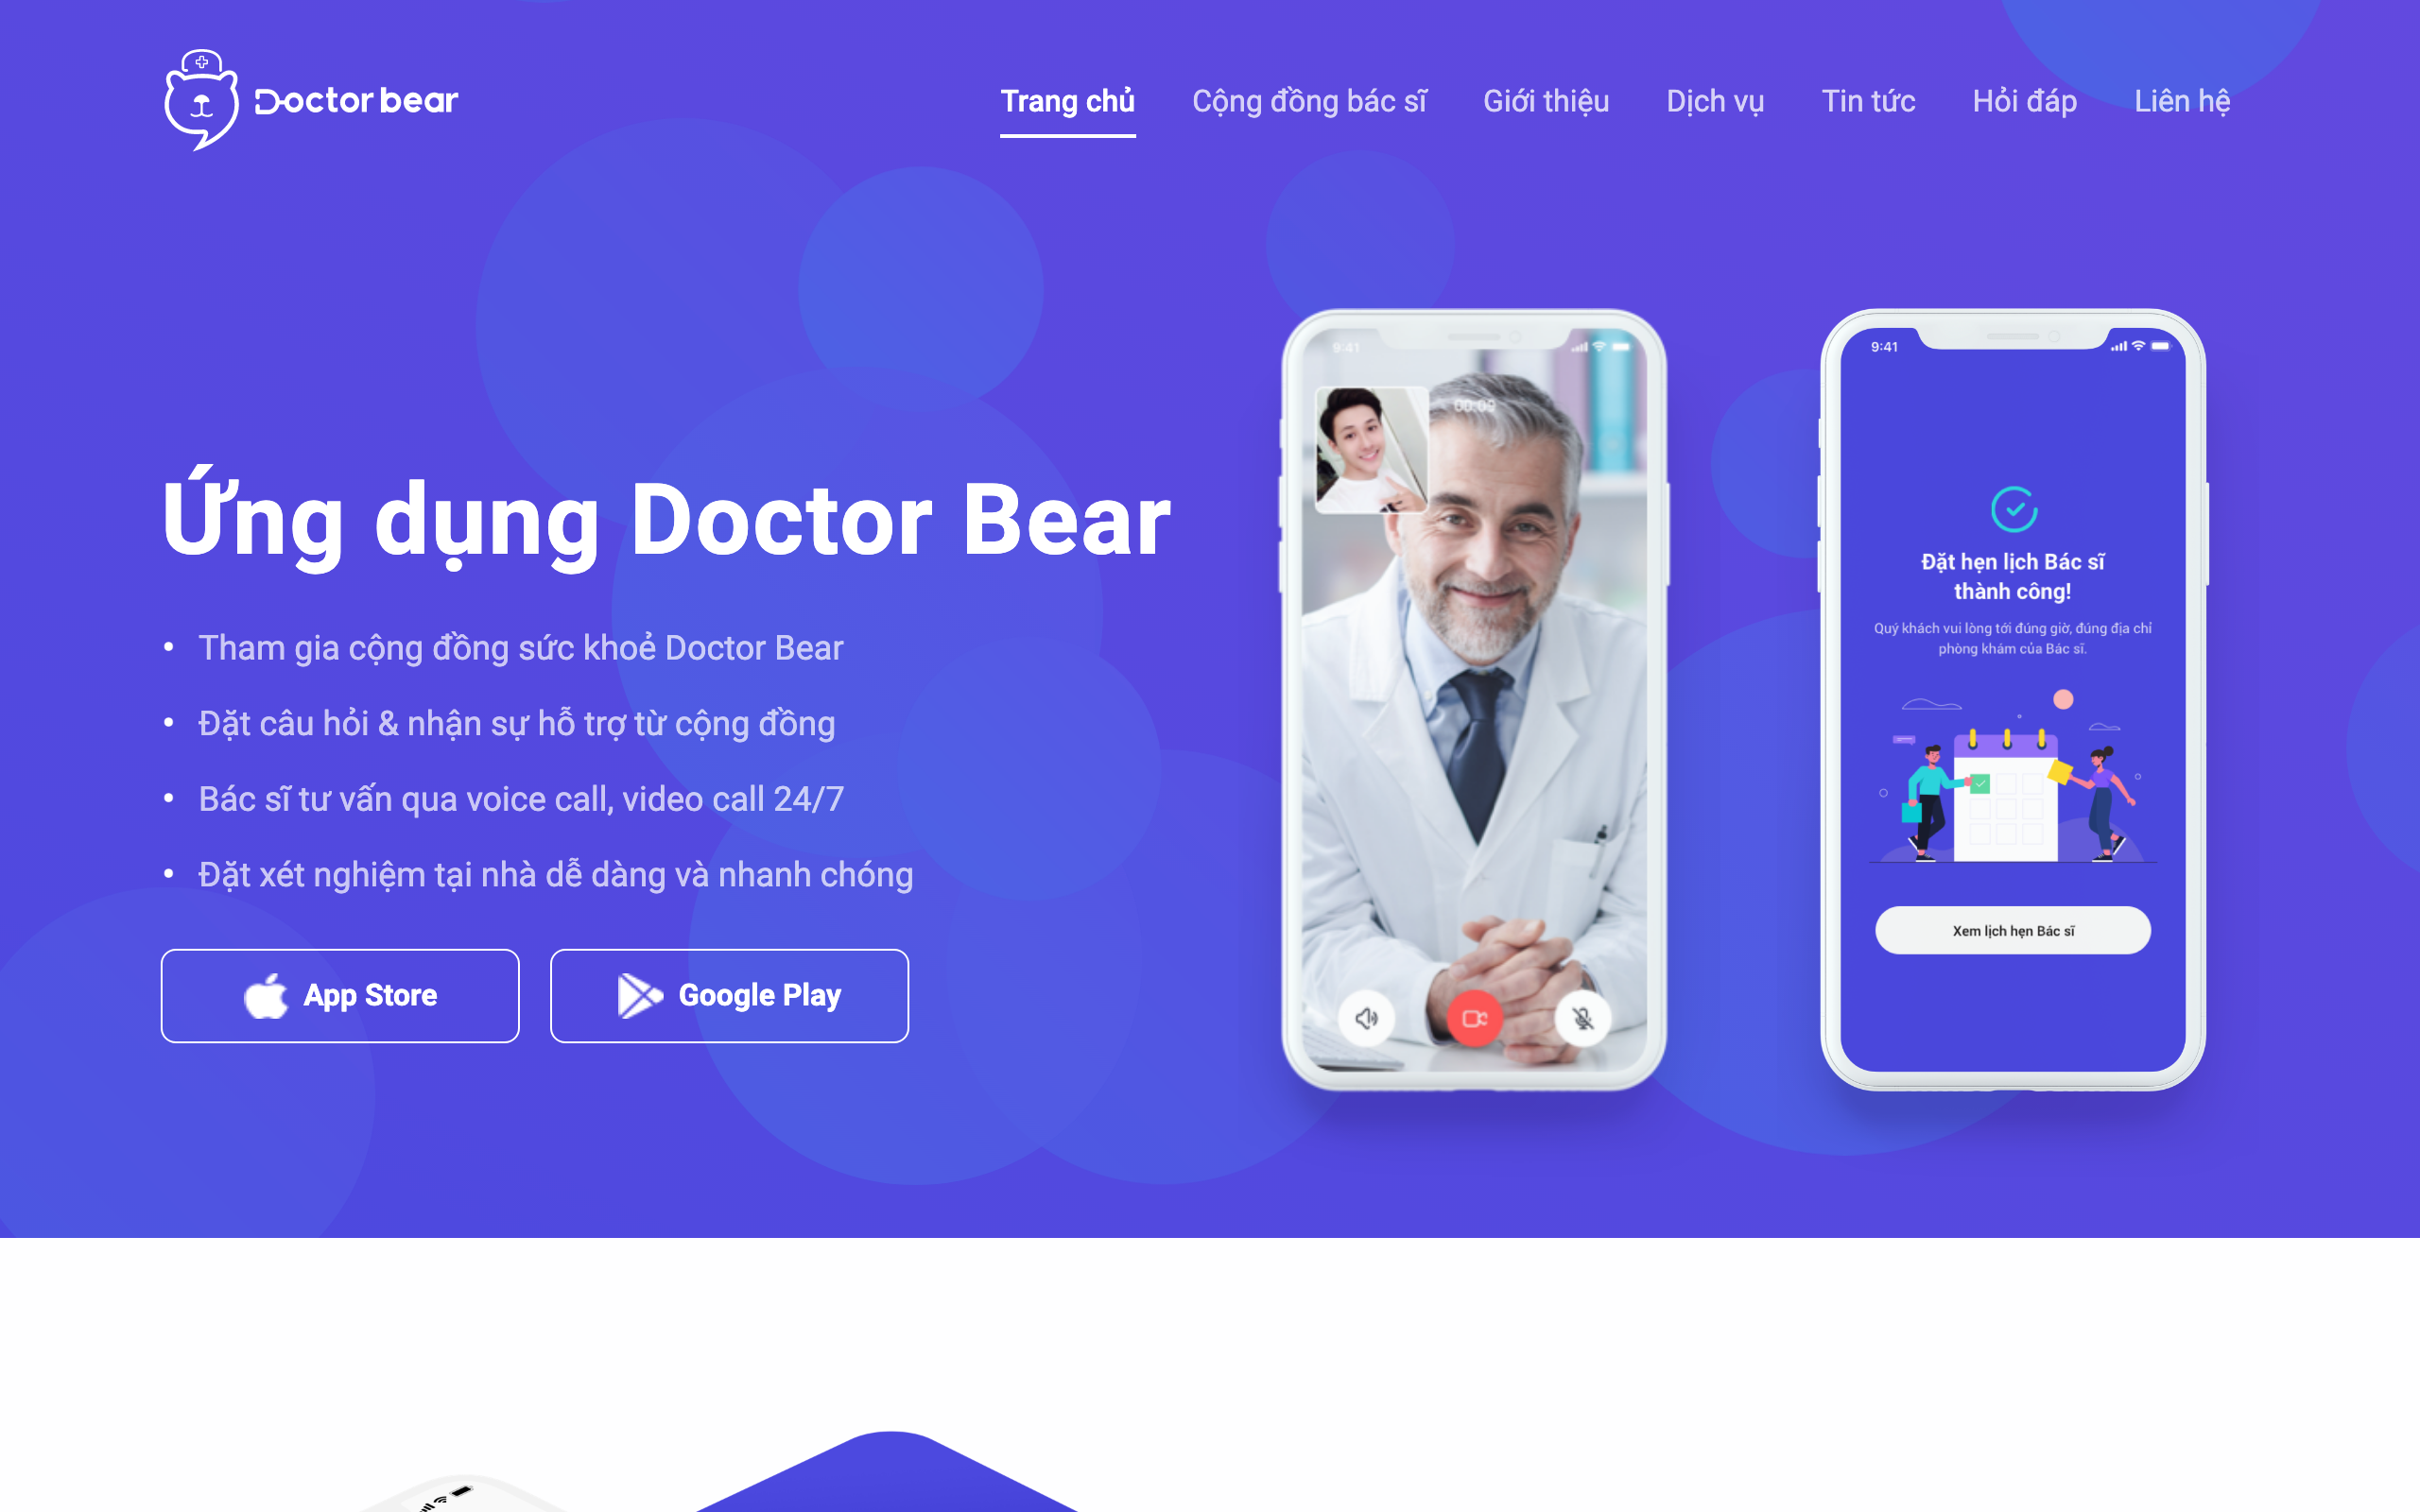 Doctor bear
Trang chủ
Cộng đồng bác sĩ
Giới thiệu
Dịch vụ
Tin tức
Hỏi đáp
Liên hệ
Ứng dụng Doctor Bear
• Tham gia cộng đồng sức khoẻ Doctor Bear
• Đặt câu hỏi & nhận sự hỗ trợ từ cộng đồng
• Bác sĩ tư vấn qua voice call, video call 24/7
• Đặt xét nghiệm tại nhà dễ dàng và nhanh chóng
App Store
Google Play
9:41
00:09
9:41
Đặt hẹn lịch Bác sĩ
thành công!
Quý khách vui lòng tới đúng giờ, đúng địa chỉ
phòng khám của Bác sĩ.
Xem lịch hẹn Bác sĩ